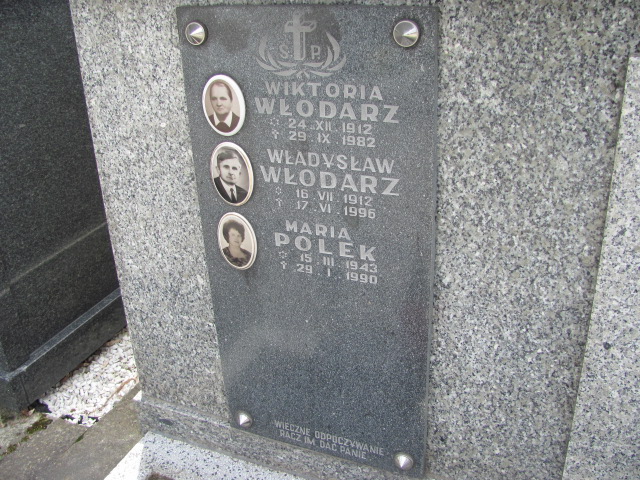 Ś P
WIKTORIA
WŁODARZ
* 24 XII 1912
† 29 IX 1982
WŁADYSŁAW
WŁODARZ
* 16 VII 1912
† 17 VI 1996
MARIA
POLEK
* 15 III 1943
† 29 I 1990
WIECZNE ODPOCZYWANIE
RACZ IM DAĆ PANIE